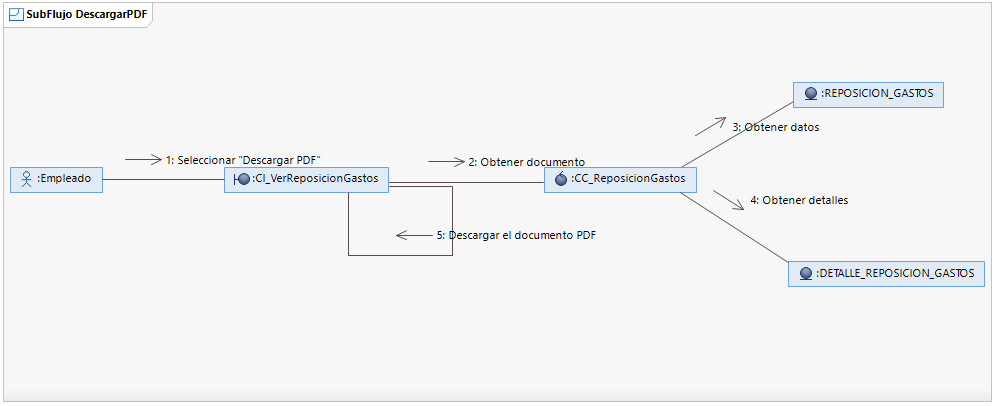 SubFlujo DescargarPDF
:REPOSICION_GASTOS
3: Obtener datos
1: Seleccionar "Descargar PDF"
2: Obtener documento
:Empleado
:CI_VerReposicionGastos
:CC_ReposicionGastos
4: Obtener detalles
5: Descargar el documento PDF
:DETALLE_REPOSICION_GASTOS